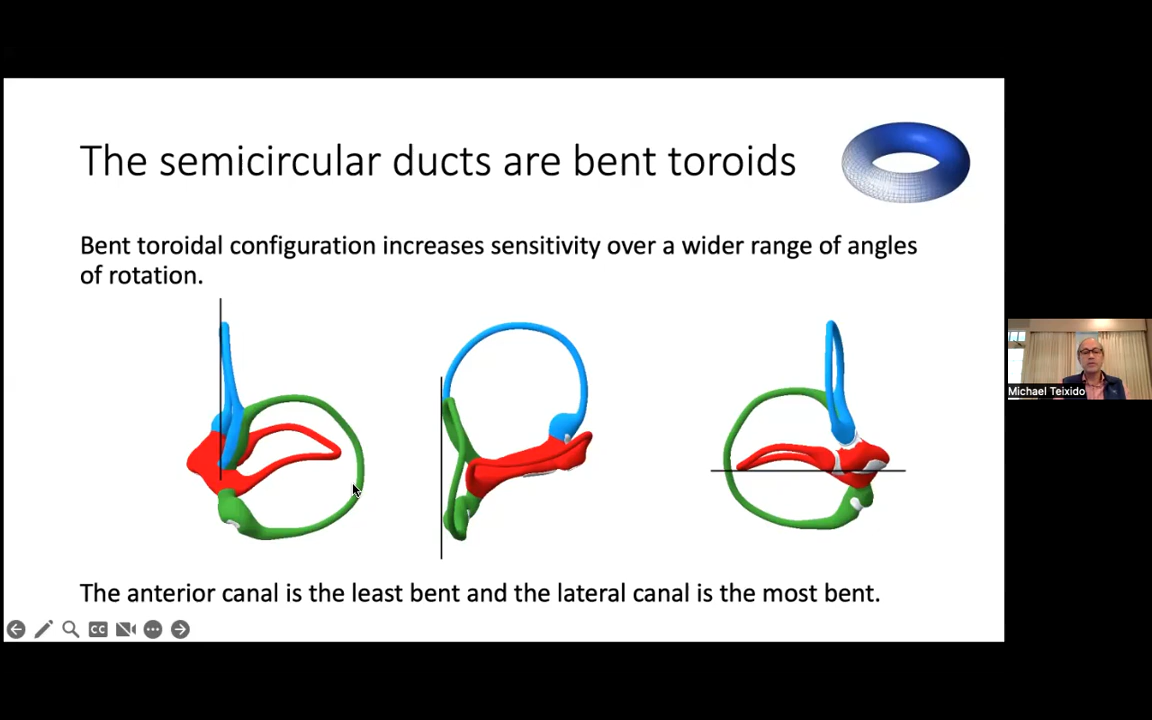 The semicircular ducts are bent toroids
Bent toroidal configuration increases sensitivity over a wider range of angles
of rotation.
Michael Teixido
The anterior canal is the least bent and the lateral canal is the most bent.
CC